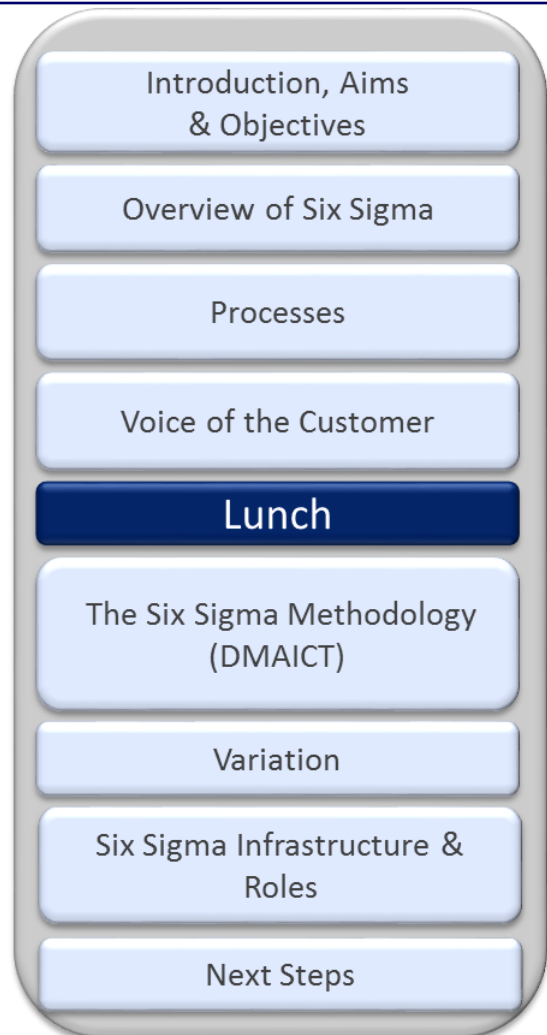 Introduction, Aims
& Objectives
Overview of Six Sigma
Processes
Voice of the Customer
Lunch
The Six Sigma Methodology
(DMAICT)
Variation
Six Sigma Infrastructure &
Roles
Next Steps